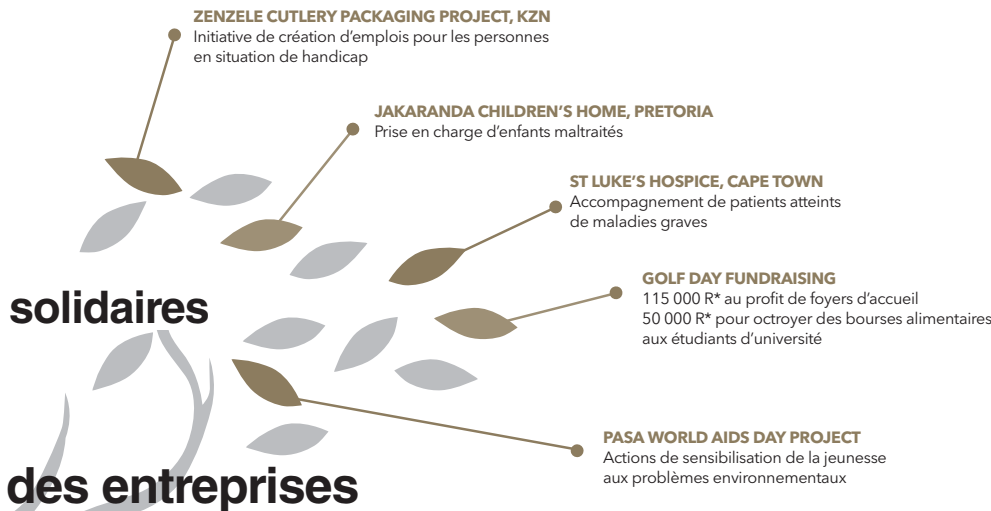 ZENZELE CUTLERY PACKAGING PROJECT, KZN
Initiative de création d’emplois pour les personnes
en situation de handicap
JAKARANDA CHILDREN’S HOME, PRETORIA
Prise en charge d’enfants maltraités
ST LUKE’S HOSPICE, CAPE TOWN
Accompagnement de patients atteints
de maladies graves
GOLF DAY FUNDRAISING
115 000 R* au profit de foyers d’accueil
50 000 R* pour octroyer des bourses alimentaires
aux étudiants d’université
solidaires
PASA WORLD AIDS DAY PROJECT
Actions de sensibilisation de la jeunesse
aux problèmes environnementaux
des entreprises